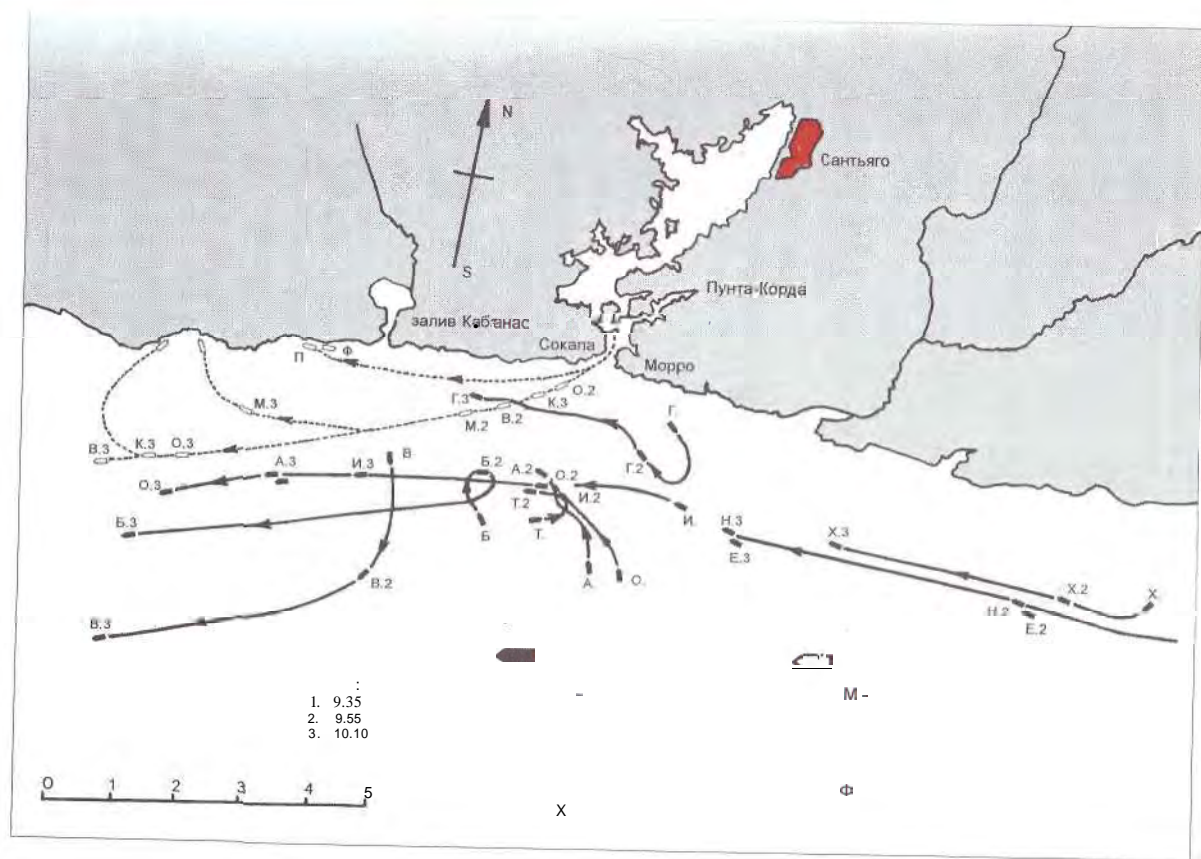 N
Сантьяго
S
Пунта-Корда
залив Кабанас
Сокапа
П
Ф
Морро
О.2
К.3
Г.3
В.2
М.2
М.3
Г.
В.3
К.3
О.3
В
Г.2
А.3
И.3
Б.2
А.2
О.2
О.3
Т.2
И.2
И.
Б.3
Б
Т.
Н.3
Х.3
Е.3
А.
О.
В.2
Х.2
Х
Н.2
Е.2
В.3
:
1. 9.35
2. 9.55
3. 10.10
–
М –
0 1 2 3 4 5
Ф
Х